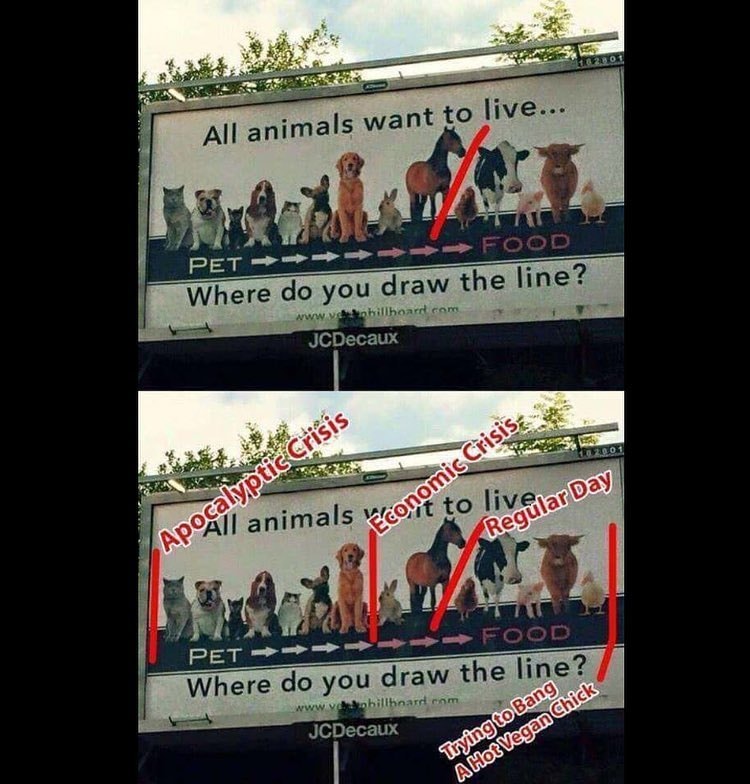 162801
All animals want to live...
PET FOOD
Where do you draw the line?
JCDecaux
Apocalyptic Crisis
Economic Crisis
Regular Day
162801
All animals to live
PET FOOD
Where do you draw the line?
JCDecaux
Trying to Bang
A Hot Vegan Chick